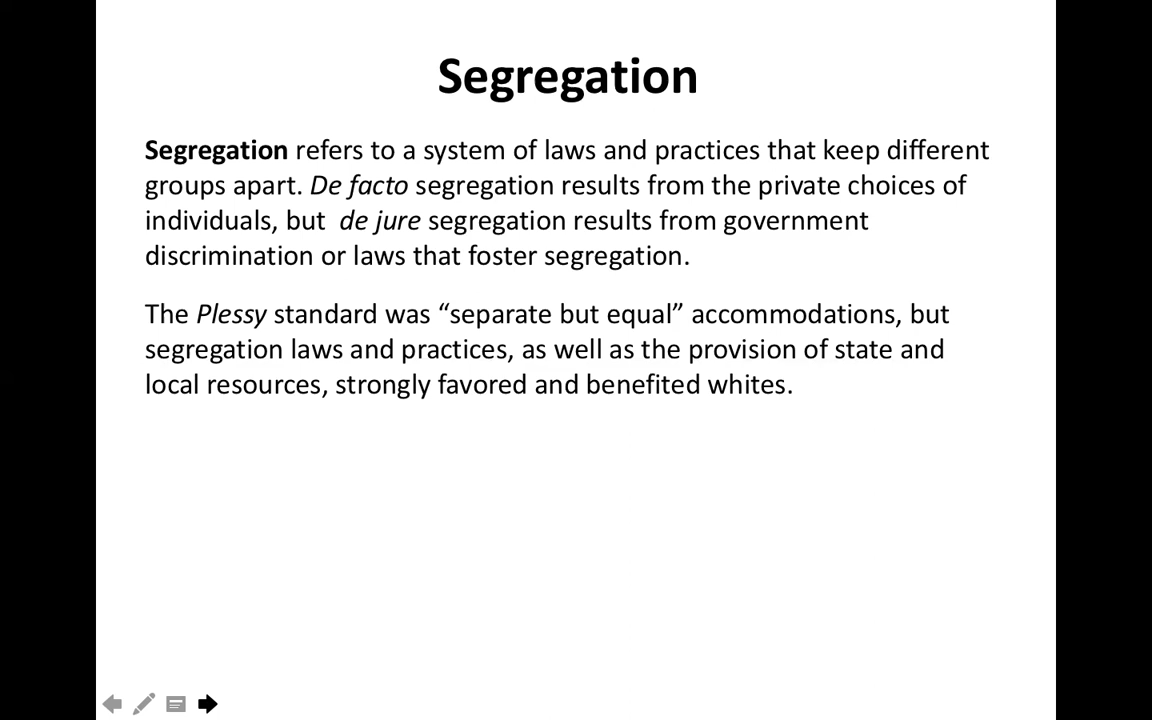 Segregation
Segregation refers to a system of laws and practices that keep different
groups apart. De facto segregation results from the private choices of
individuals, but  de jure segregation results from government
discrimination or laws that foster segregation.
The Plessy standard was “separate but equal” accommodations, but
segregation laws and practices, as well as the provision of state and
local resources, strongly favored and benefited whites.